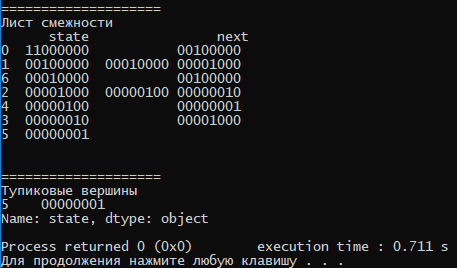 ====================
Лист смежности
state next
0 11000000 00100000
1 00100000 00010000 00001000
6 00010000 00100000
2 00001000 00000100 00000010
4 00000100 00000001
3 00000010 00001000
5 00000001
====================
Тупиковые вершины
5 00000001
Name: state, dtype: object
Process returned 0 (0x0) execution time : 0.711 s
Для продолжения нажмите любую клавишу . . .